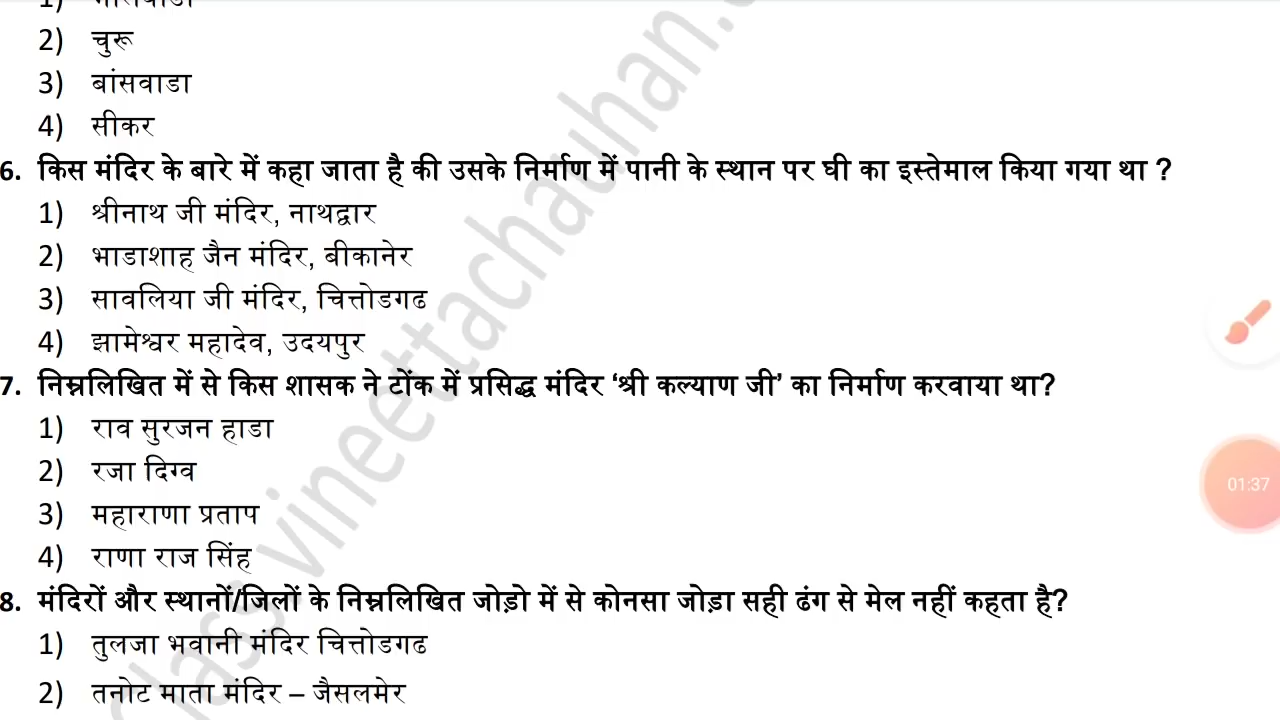 2) चुरू
3) बांसवाडा
4) सीकर
6. किस मंदिर के बारे में कहा जाता है की उसके निर्माण में पानी के स्थान पर घी का इस्तेमाल किया गया था ?
1) श्रीनाथ जी मंदिर, नाथद्वार
2) भाडाशाह जैन मंदिर, बीकानेर
3) सावलिया जी मंदिर, चित्तोडगढ
4) झामेश्वर महादेव, उदयपुर
7. निम्नलिखित में से किस शासक ने टोंक में प्रसिद्ध मंदिर ‘श्री कल्याण जी’ का निर्माण करवाया था?
1) राव सुरजन हाडा
2) रजा दिग्व
3) महाराणा प्रताप
4) राणा राज सिंह
8. मंदिरों और स्थानों/जिलों के निम्नलिखित जोड़ो में से कोनसा जोड़ा सही ढंग से मेल नहीं कहता है?
1) तुलजा भवानी मंदिर चित्तोडगढ
2) तनोट माता मंदिर – जैसलमेर
class.vineettachauhan.
01:37